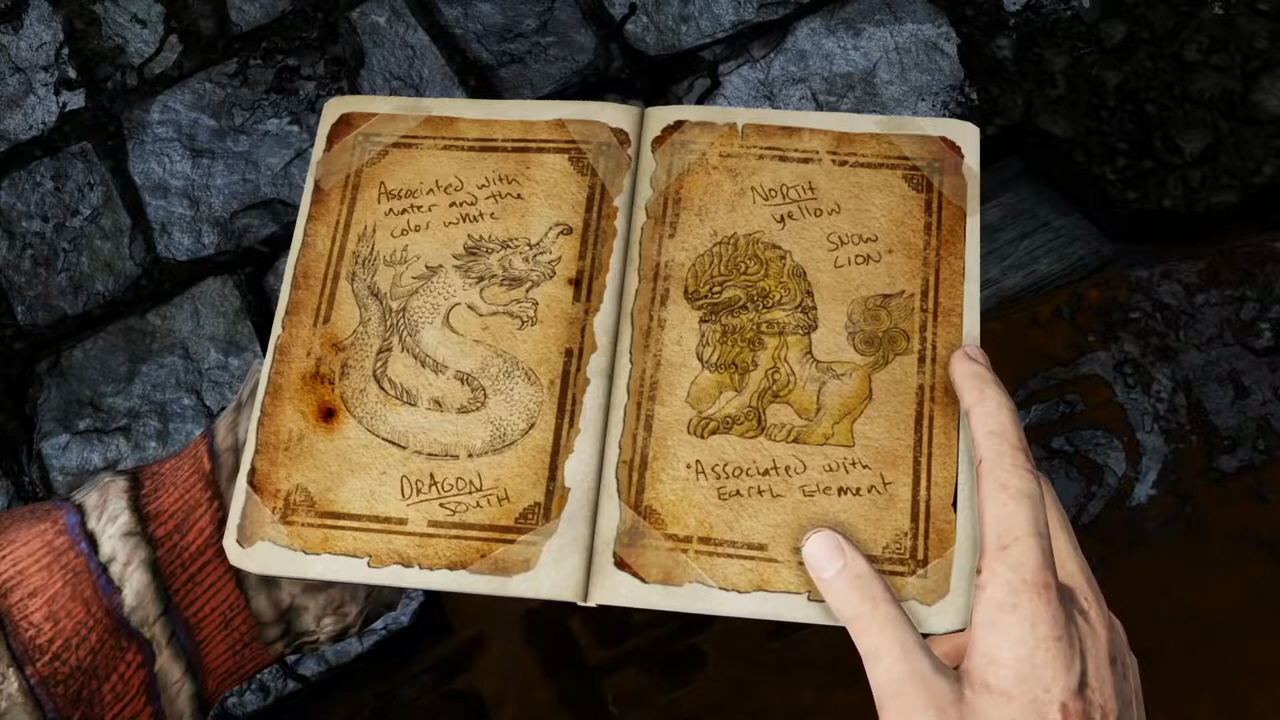 Associated with
water and the
color white
DRAGON
SOUTH
NORTH
yellow
SNOW
LION
•Associated with
Earth Element